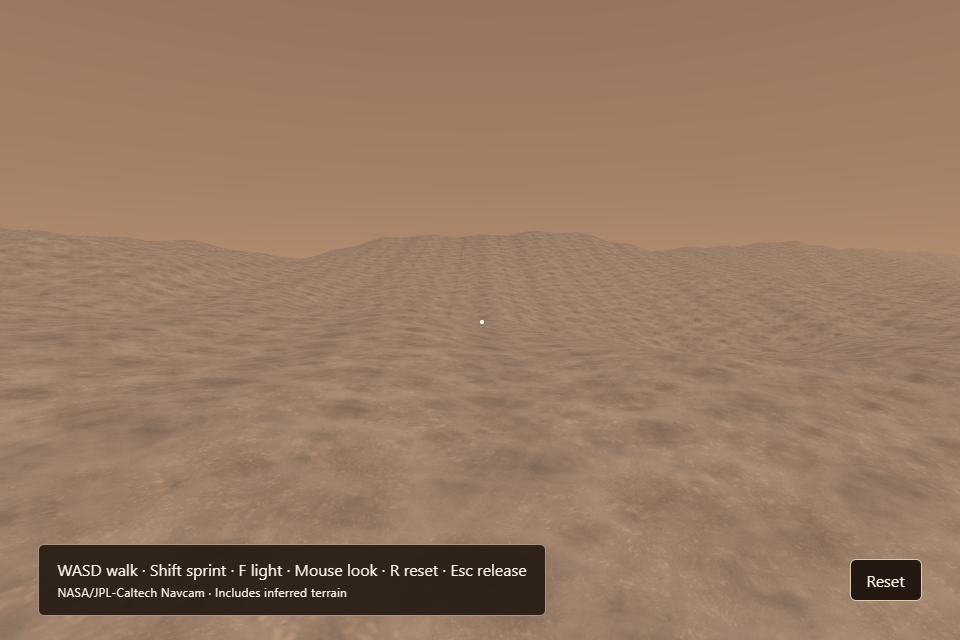 WASD walk · Shift sprint · F light · Mouse look · R reset · Esc release
NASA/JPL-Caltech Navcam · Includes inferred terrain
Reset